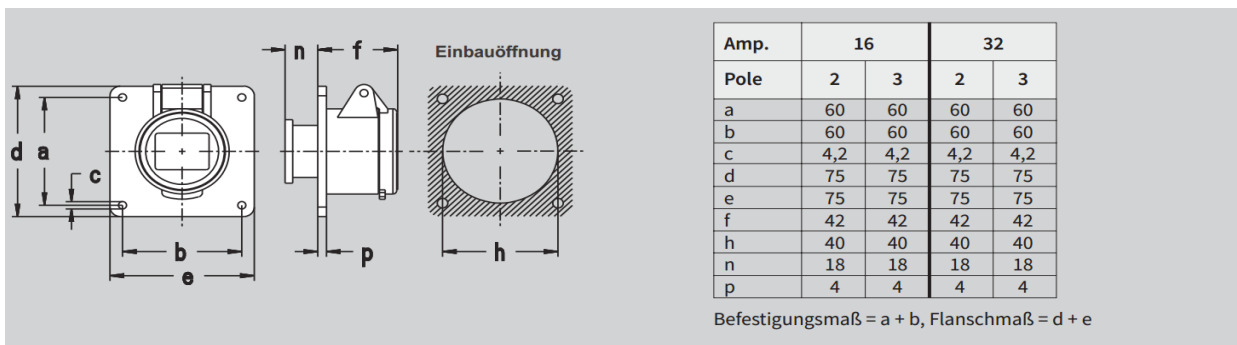 n f Einbauöffnung
d a c
b p h
e
Amp. 16 32
Pole 2 3 2 3
a 60 60 60 60
b 60 60 60 60
c 4,2 4,2 4,2 4,2
d 75 75 75 75
e 75 75 75 75
f 42 42 42 42
h 40 40 40 40
n 18 18 18 18
p 4 4 4 4
Befestigungsmaß = a + b, Flanschmaß = d + e